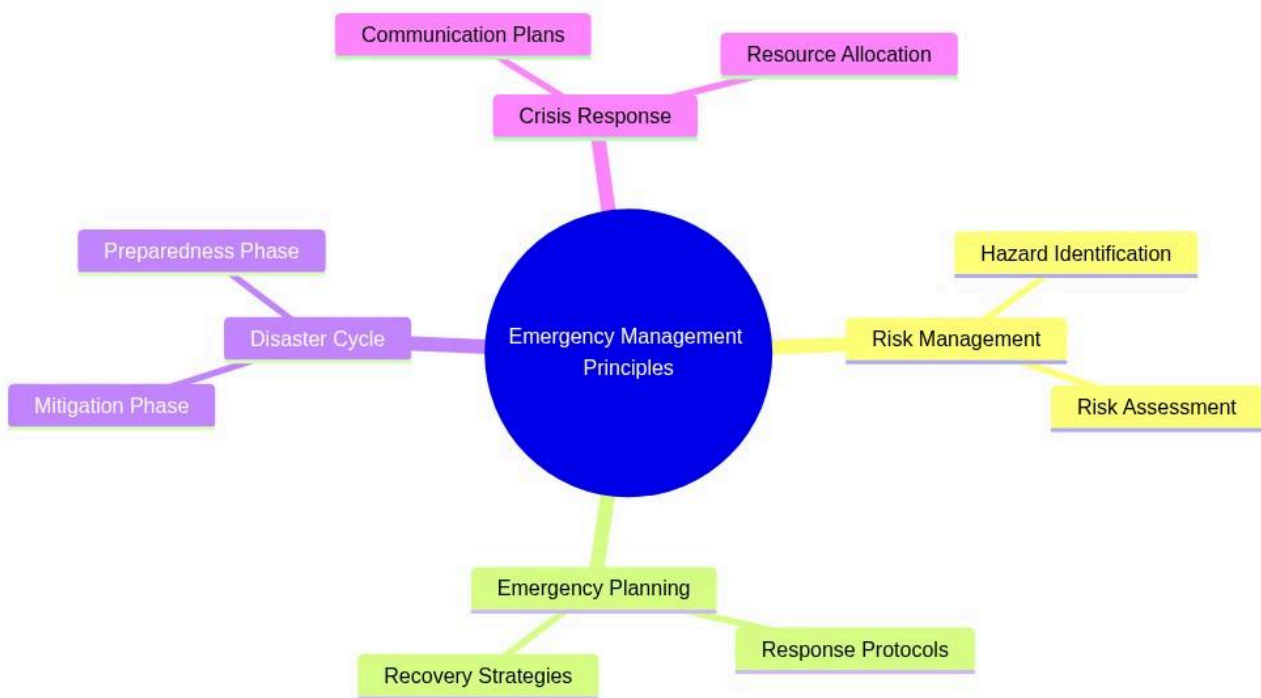 Communication Plans
Resource Allocation
Crisis Response
Preparedness Phase
Hazard Identification
Disaster Cycle
Emergency Management
Principles
Risk Management
Mitigation Phase
Risk Assessment
Emergency Planning
Response Protocols
Recovery Strategies